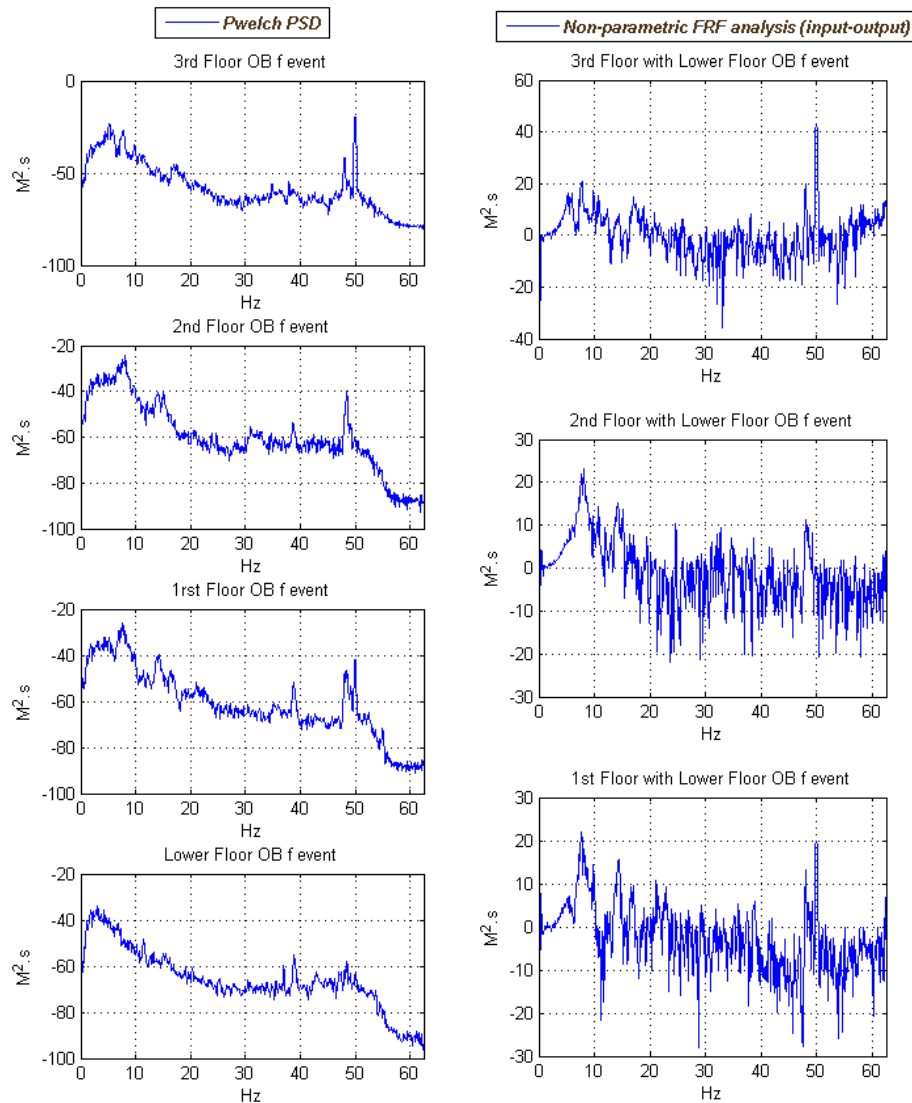 Pwelch PSD
3rd Floor OB f event
0
-50
-100
M².s
0 10 20 30 40 50 60
Hz
2nd Floor OB f event
-20
-40
-60
-80
-100
M².s
0 10 20 30 40 50 60
Hz
1rst Floor OB f event
-20
-40
-60
-80
-100
M².s
0 10 20 30 40 50 60
Hz
Lower Floor OB f event
-20
-40
-60
-80
-100
M².s
0 10 20 30 40 50 60
Hz
Non-parametric FRF analysis (input-output)
3rd Floor with Lower Floor OB f event
60
40
20
0
-20
-40
M².s
0 10 20 30 40 50 60
Hz
2nd Floor with Lower Floor OB f event
30
20
10
0
-10
-20
-30
M².s
0 10 20 30 40 50 60
Hz
1st Floor with Lower Floor OB f event
30
20
10
0
-10
-20
-30
M².s
0 10 20 30 40 50 60
Hz